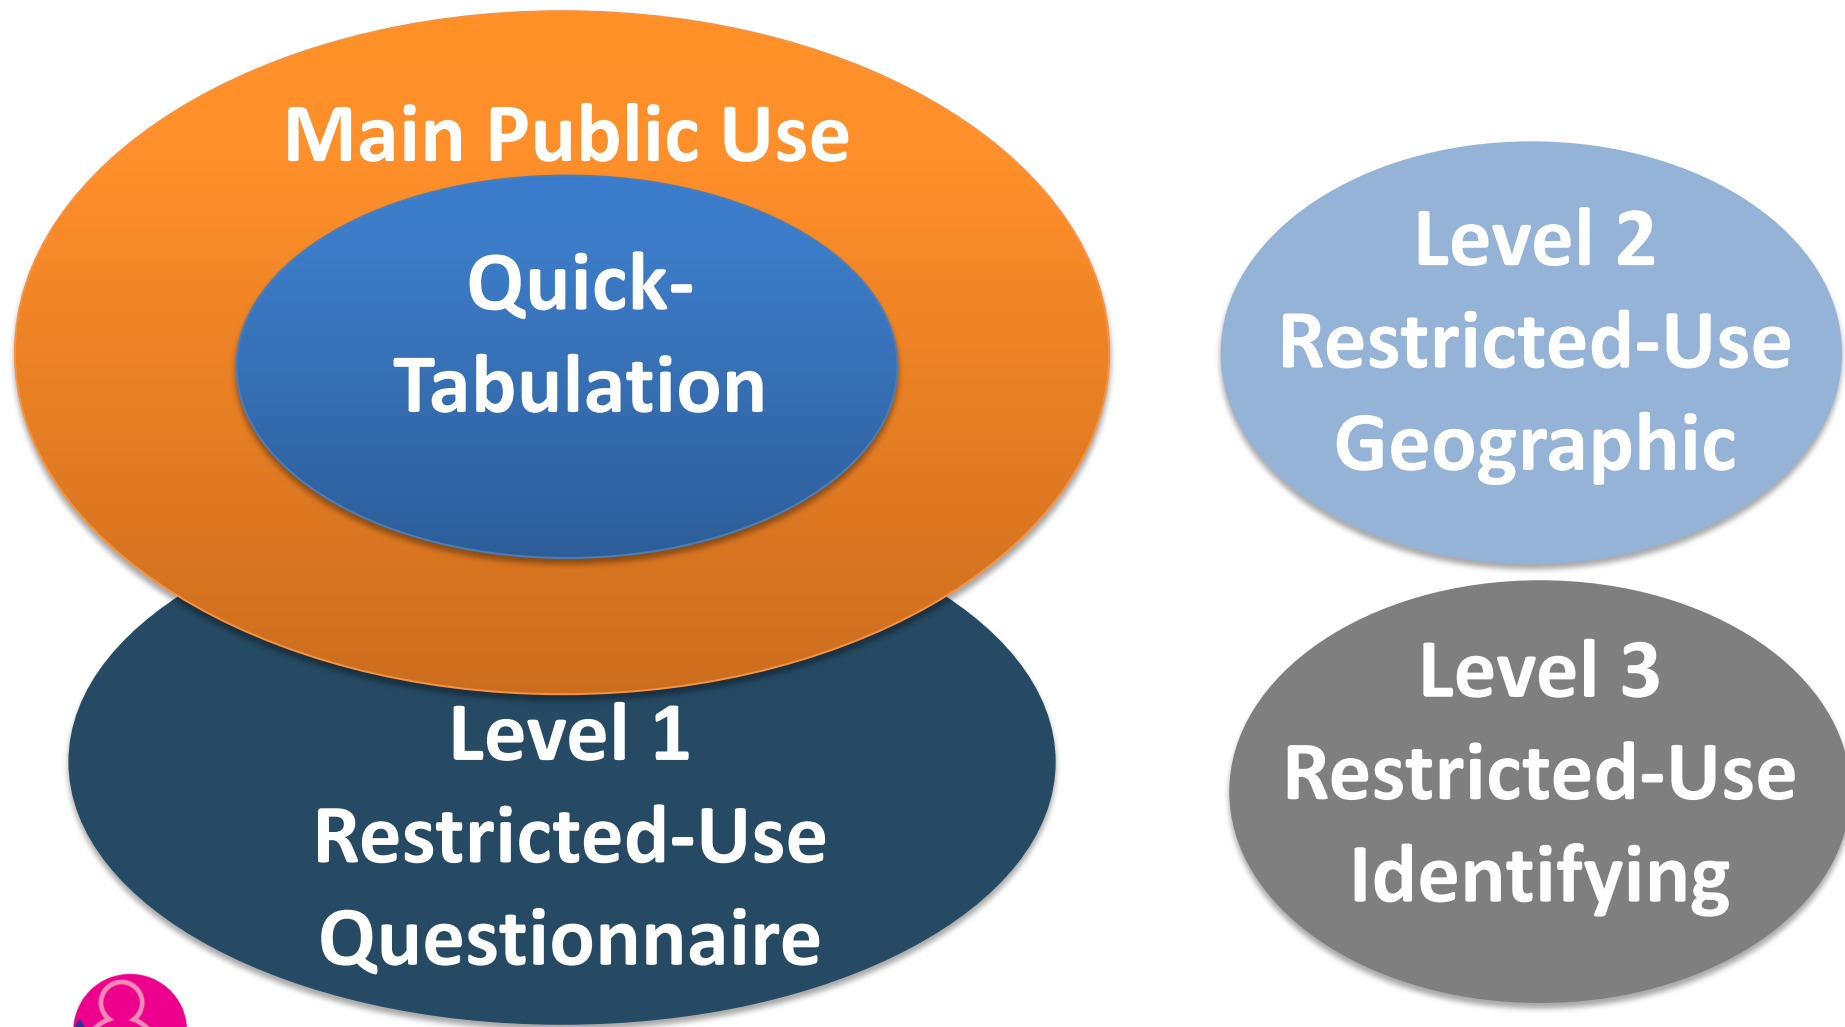 Main Public Use
Quick-
Tabulation
Level 1
Restricted-Use
Questionnaire
Level 2
Restricted-Use
Geographic
Level 3
Restricted-Use
Identifying